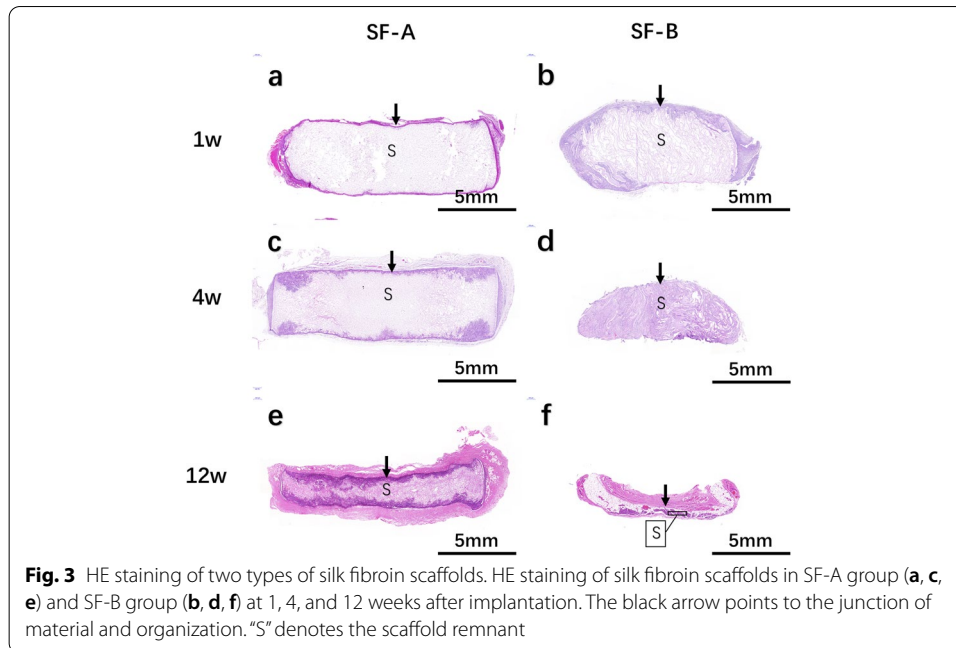 SF-A SF-B
a b
1w S S
5mm 5mm
c d
4w S S
5mm 5mm
e f
12w S
S
5mm 5mm
Fig. 3 HE staining of two types of silk fibroin scaffolds. HE staining of silk fibroin scaffolds in SF-A group (a, c,
e) and SF-B group (b, d, f) at 1, 4, and 12 weeks after implantation. The black arrow points to the junction of
material and organization. “S” denotes the scaffold remnant